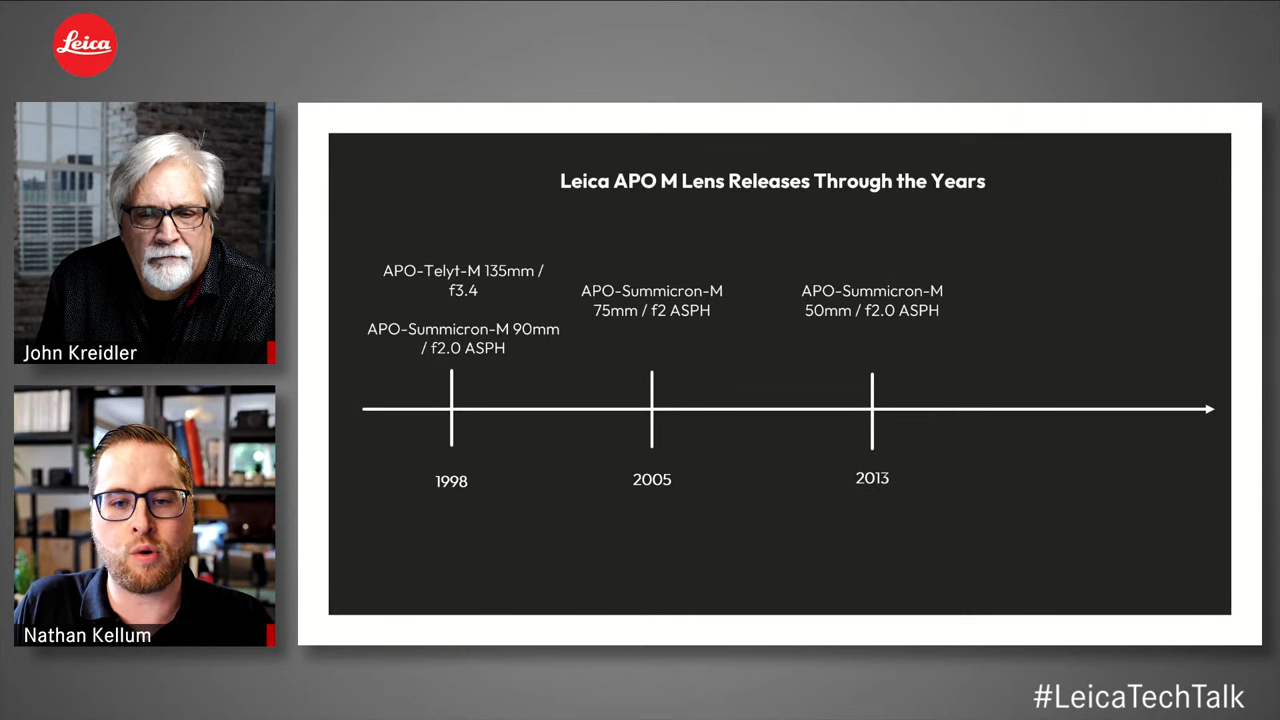 Leica
John Kreidler
Nathan Kellum
Leica APO M Lens Releases Through the Years
APO-Telyt-M 135mm /
f3.4
APO-Summicron-M 90mm
/ f2.0 ASPH
1998
APO-Summicron-M
75mm / f2 ASPH
2005
APO-Summicron-M
50mm / f2.0 ASPH
2013
#LeicaTechTalk